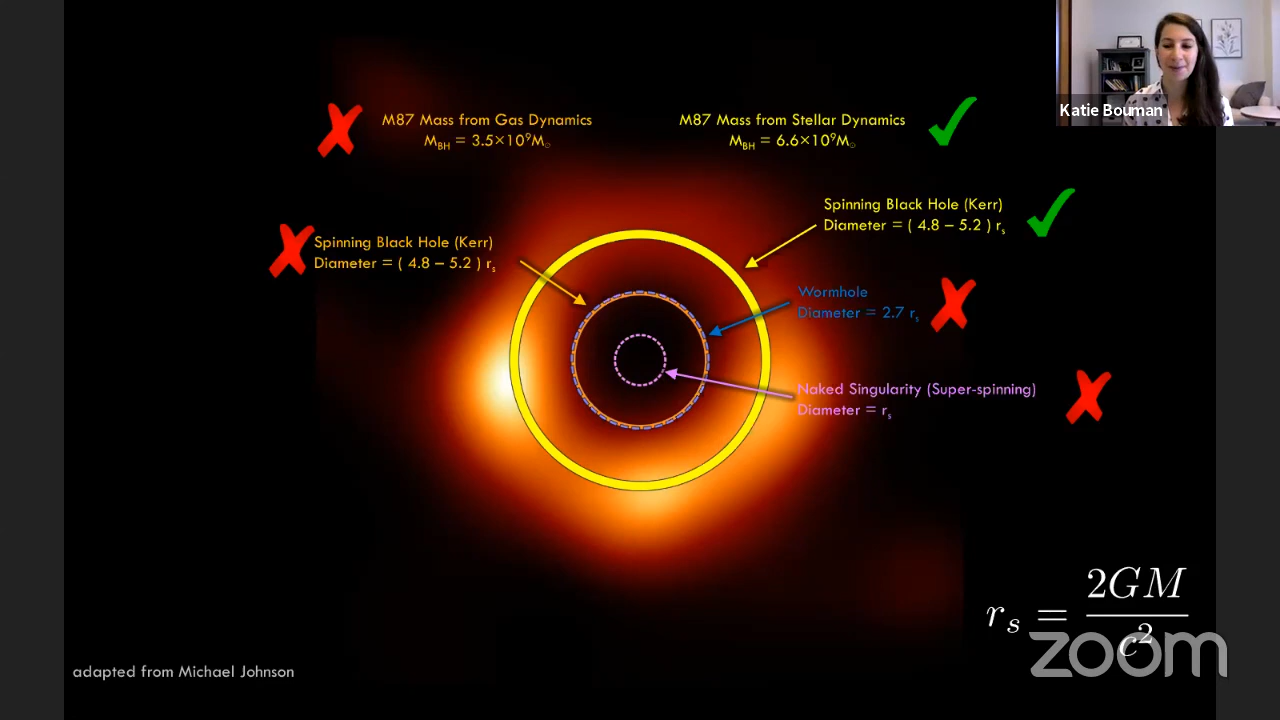 Katie Bouman
M87 Mass from Gas Dynamics
M_BH = 3.5×10⁹M☉
M87 Mass from Stellar Dynamics
M_BH = 6.6×10⁹M☉
Spinning Black Hole (Kerr)
Diameter = ( 4.8 – 5.2 ) r_s
Spinning Black Hole (Kerr)
Diameter = ( 4.8 – 5.2 ) r_s
Wormhole
Diameter = 2.7 r_s
Naked Singularity (Super-spinning)
Diameter = r_s
r_s = 2GM / c²
zoom
adapted from Michael Johnson